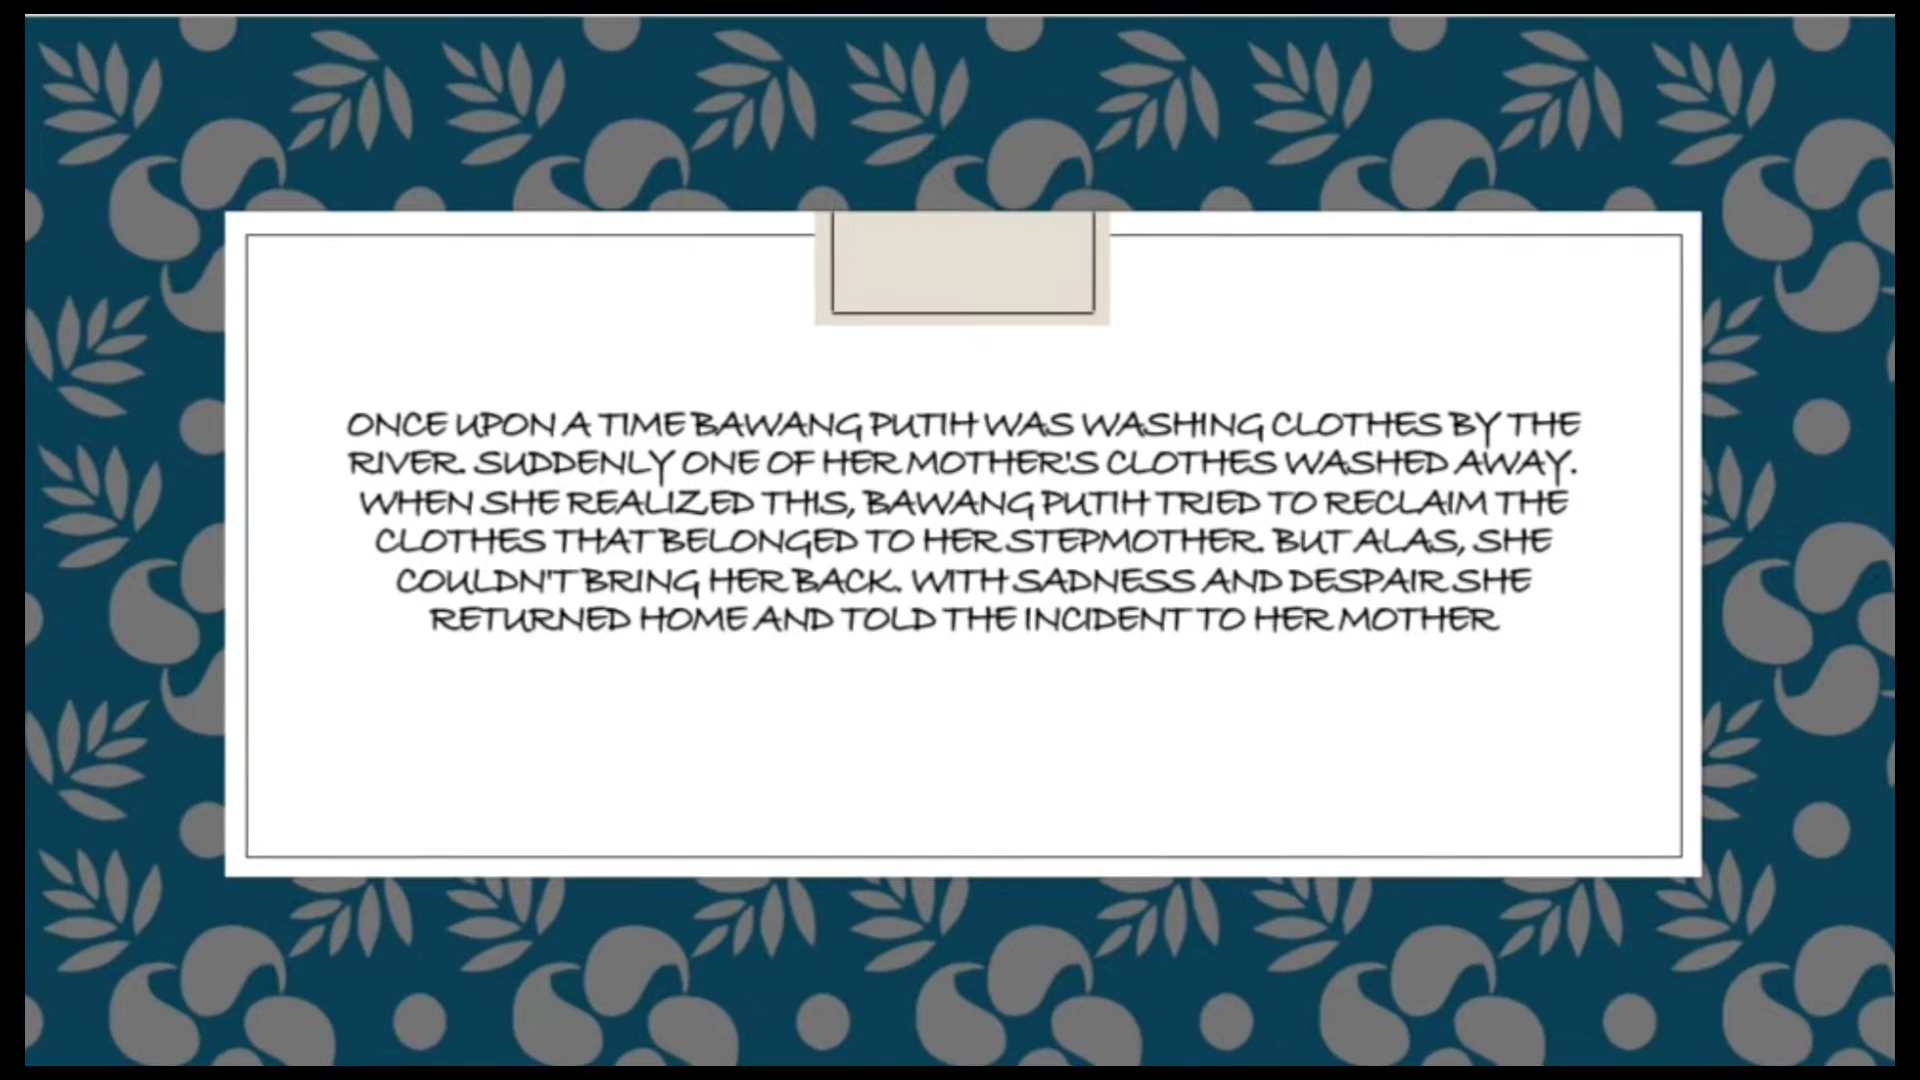 ONCE UPON A TIME BAWANG PUTIH WAS WASHING CLOTHES BY THE
RIVER. SUDDENLY ONE OF HER MOTHER'S CLOTHES WASHED AWAY.
WHEN SHE REALIZED THIS, BAWANG PUTIH TRIED TO RECLAIM THE
CLOTHES THAT BELONGED TO HER STEPMOTHER. BUT ALAS, SHE
COULDN'T BRING HER BACK. WITH SADNESS AND DESPAIR SHE
RETURNED HOME AND TOLD THE INCIDENT TO HER MOTHER